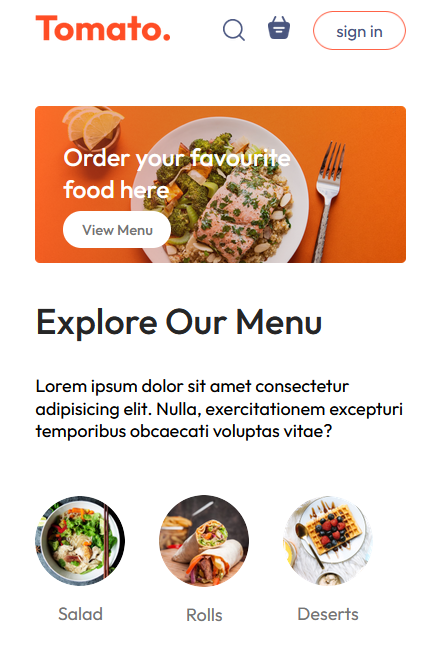 Tomato.
sign in
Order your favourite
food here
View Menu
Explore Our Menu
Lorem ipsum dolor sit amet consectetur
adipisicing elit. Nulla, exercitationem excepturi
temporibus obcaecati voluptas vitae?
Salad
Rolls
Deserts